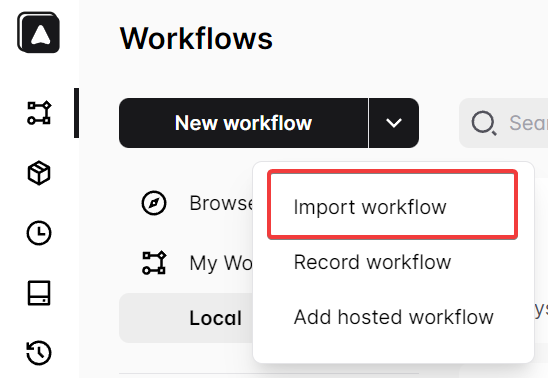 Workflows
New workflow
Sear
Browse
Import workflow
My Wo
Record workflow
Local
Add hosted workflow
ys